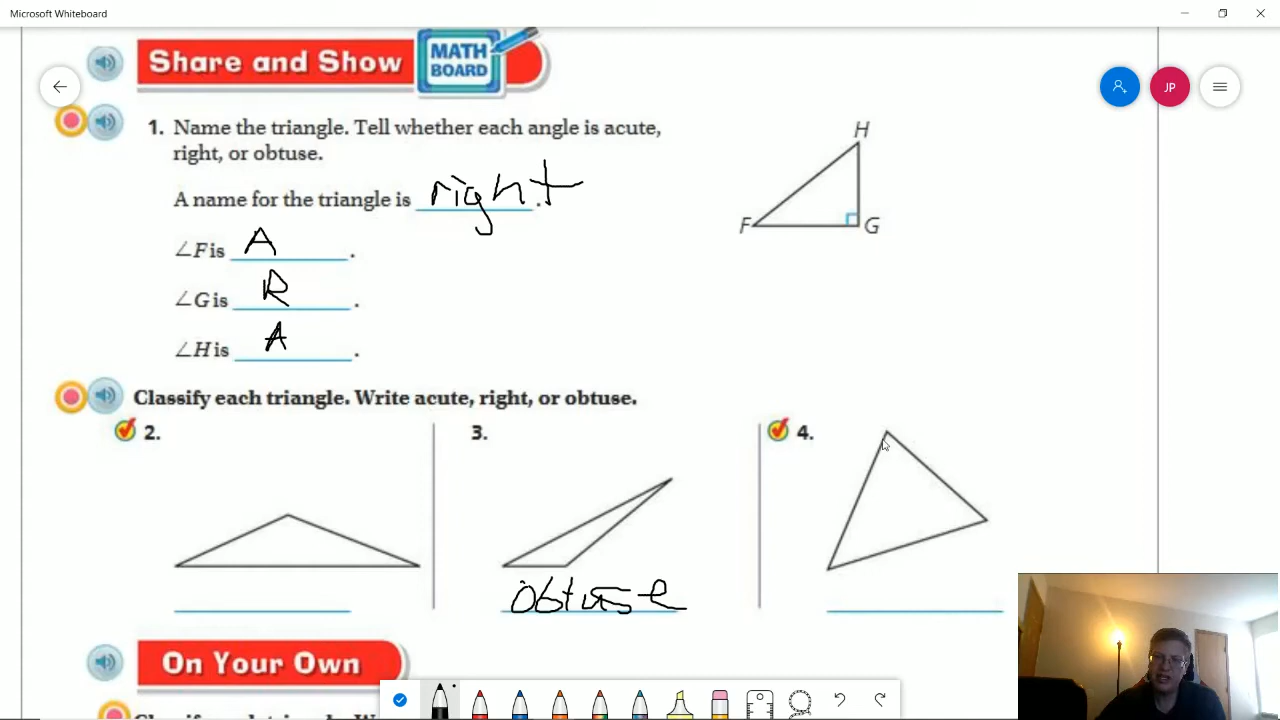 Microsoft Whiteboard
Share and Show
MATH
BOARD
JP
1. Name the triangle. Tell whether each angle is acute,
right, or obtuse.
A name for the triangle is right.
∠F is A.
∠G is R.
∠H is A.
H
F
G
Classify each triangle. Write acute, right, or obtuse.
2.
3.
4.
obtuse
On Your Own